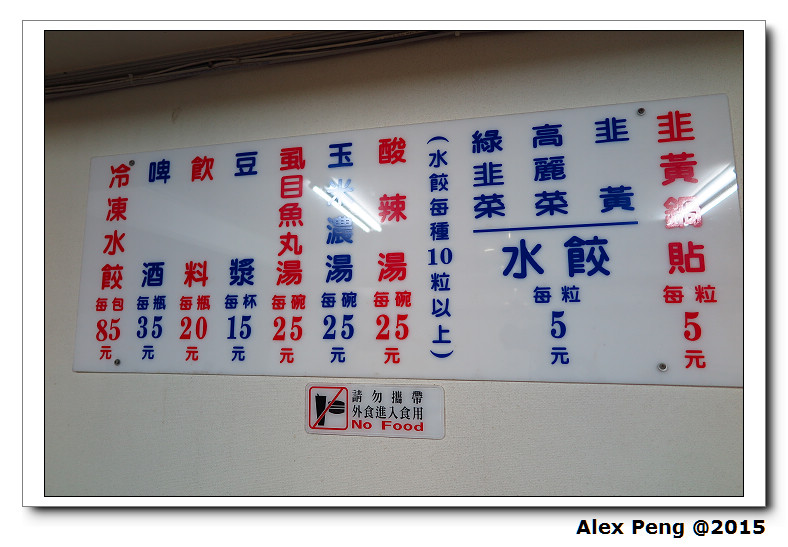 韭黃鍋貼
每粒
5
元
韭黃
高麗菜
綠韭菜
水餃
每粒
5
元
(水餃每種10粒以上)
酸辣湯
每碗
25
元
玉米濃湯
每碗
25
元
虱目魚丸湯
每碗
25
元
豆漿
每杯
15
元
飲料
每瓶
20
元
啤酒
每瓶
35
元
冷凍水餃
每包
85
元
請勿攜帶
外食進入食用
No Food
Alex Peng @2015